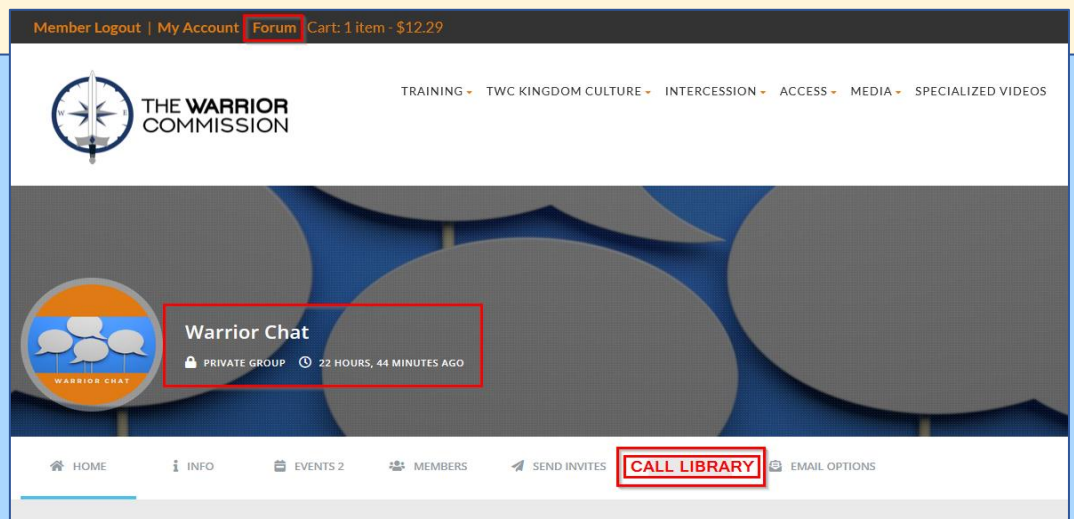 Member Logout | My Account Forum Cart: 1 item - $12.29
THE WARRIOR
COMMISSION
TRAINING TWC KINGDOM CULTURE INTERCESSION ACCESS MEDIA SPECIALIZED VIDEOS
W E
Warrior Chat
PRIVATE GROUP 22 HOURS, 44 MINUTES AGO
WARRIOR CHAT
HOME INFO EVENTS 2 MEMBERS SEND INVITES CALL LIBRARY EMAIL OPTIONS